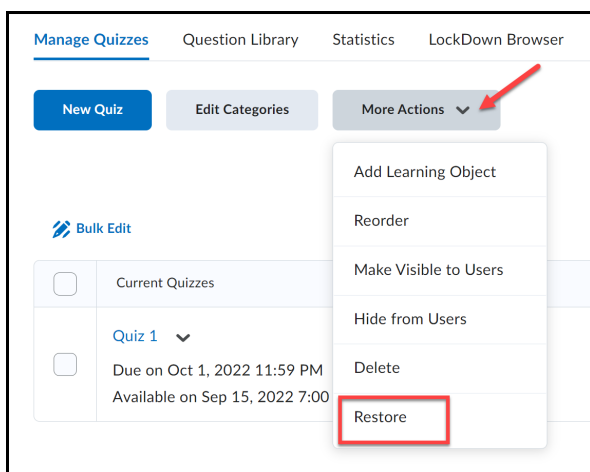 Manage Quizzes Question Library Statistics LockDown Browser
New Quiz Edit Categories More Actions
Add Learning Object
Reorder
Make Visible to Users
Hide from Users
Delete
Restore
Bulk Edit
Current Quizzes
Quiz 1
Due on Oct 1, 2022 11:59 PM
Available on Sep 15, 2022 7:00